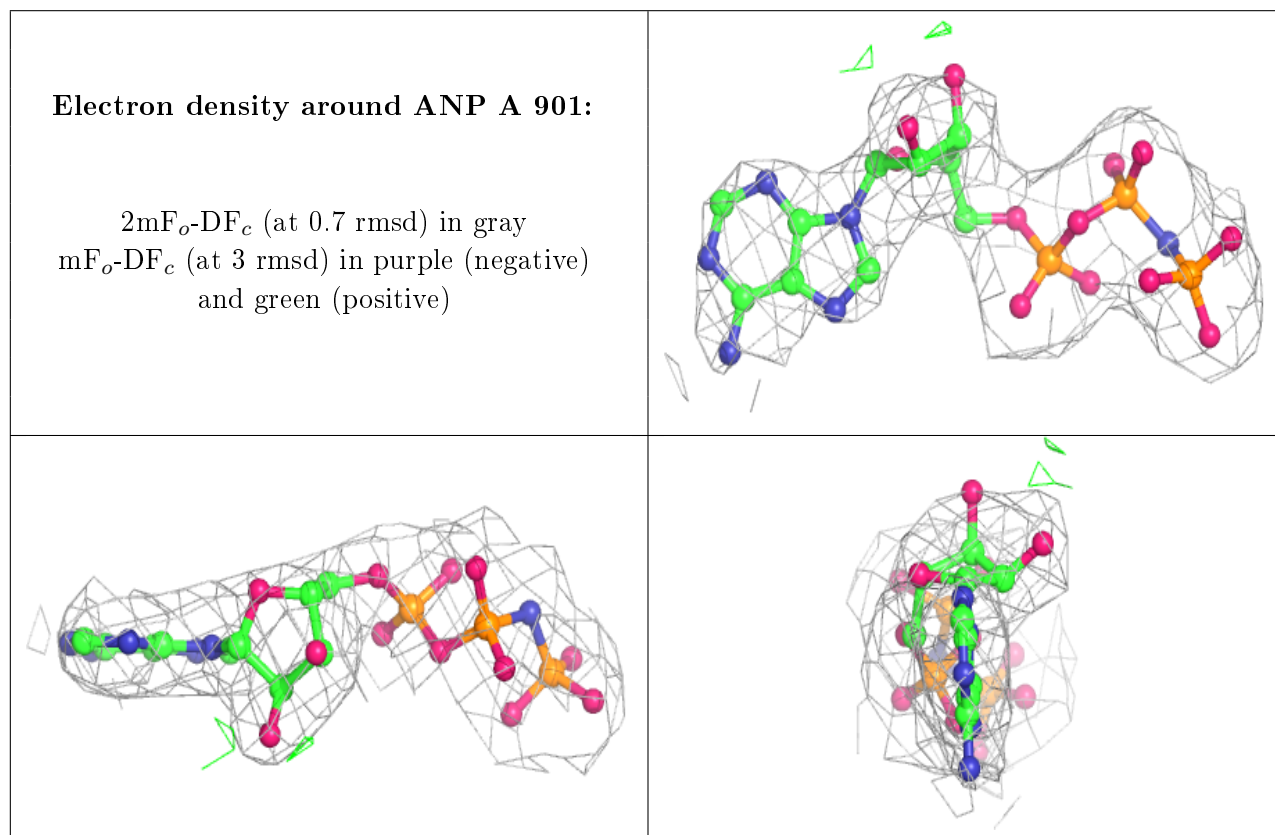 Electron density around ANP A 901:
2mFₒ-DF𝒸 (at 0.7 rmsd) in gray
mFₒ-DF𝒸 (at 3 rmsd) in purple (negative)
and green (positive)